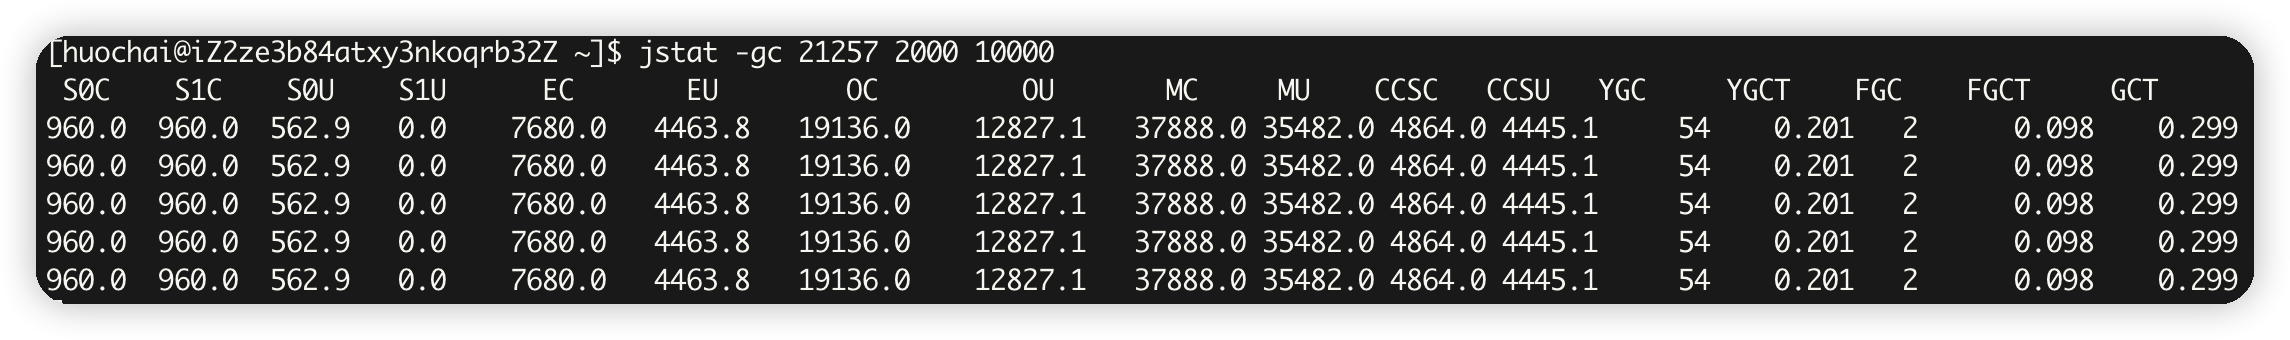 [huochai@iZ2ze3b84atxy3nkoqrb32Z ~]$ jstat -gc 21257 2000 10000
S0C S1C S0U S1U EC EU OC OU MC MU CCSC CCSU YGC YGCT FGC FGCT GCT
960.0 960.0 562.9 0.0 7680.0 4463.8 19136.0 12827.1 37888.0 35482.0 4864.0 4445.1 54 0.201 2 0.098 0.299
960.0 960.0 562.9 0.0 7680.0 4463.8 19136.0 12827.1 37888.0 35482.0 4864.0 4445.1 54 0.201 2 0.098 0.299
960.0 960.0 562.9 0.0 7680.0 4463.8 19136.0 12827.1 37888.0 35482.0 4864.0 4445.1 54 0.201 2 0.098 0.299
960.0 960.0 562.9 0.0 7680.0 4463.8 19136.0 12827.1 37888.0 35482.0 4864.0 4445.1 54 0.201 2 0.098 0.299
960.0 960.0 562.9 0.0 7680.0 4463.8 19136.0 12827.1 37888.0 35482.0 4864.0 4445.1 54 0.201 2 0.098 0.299